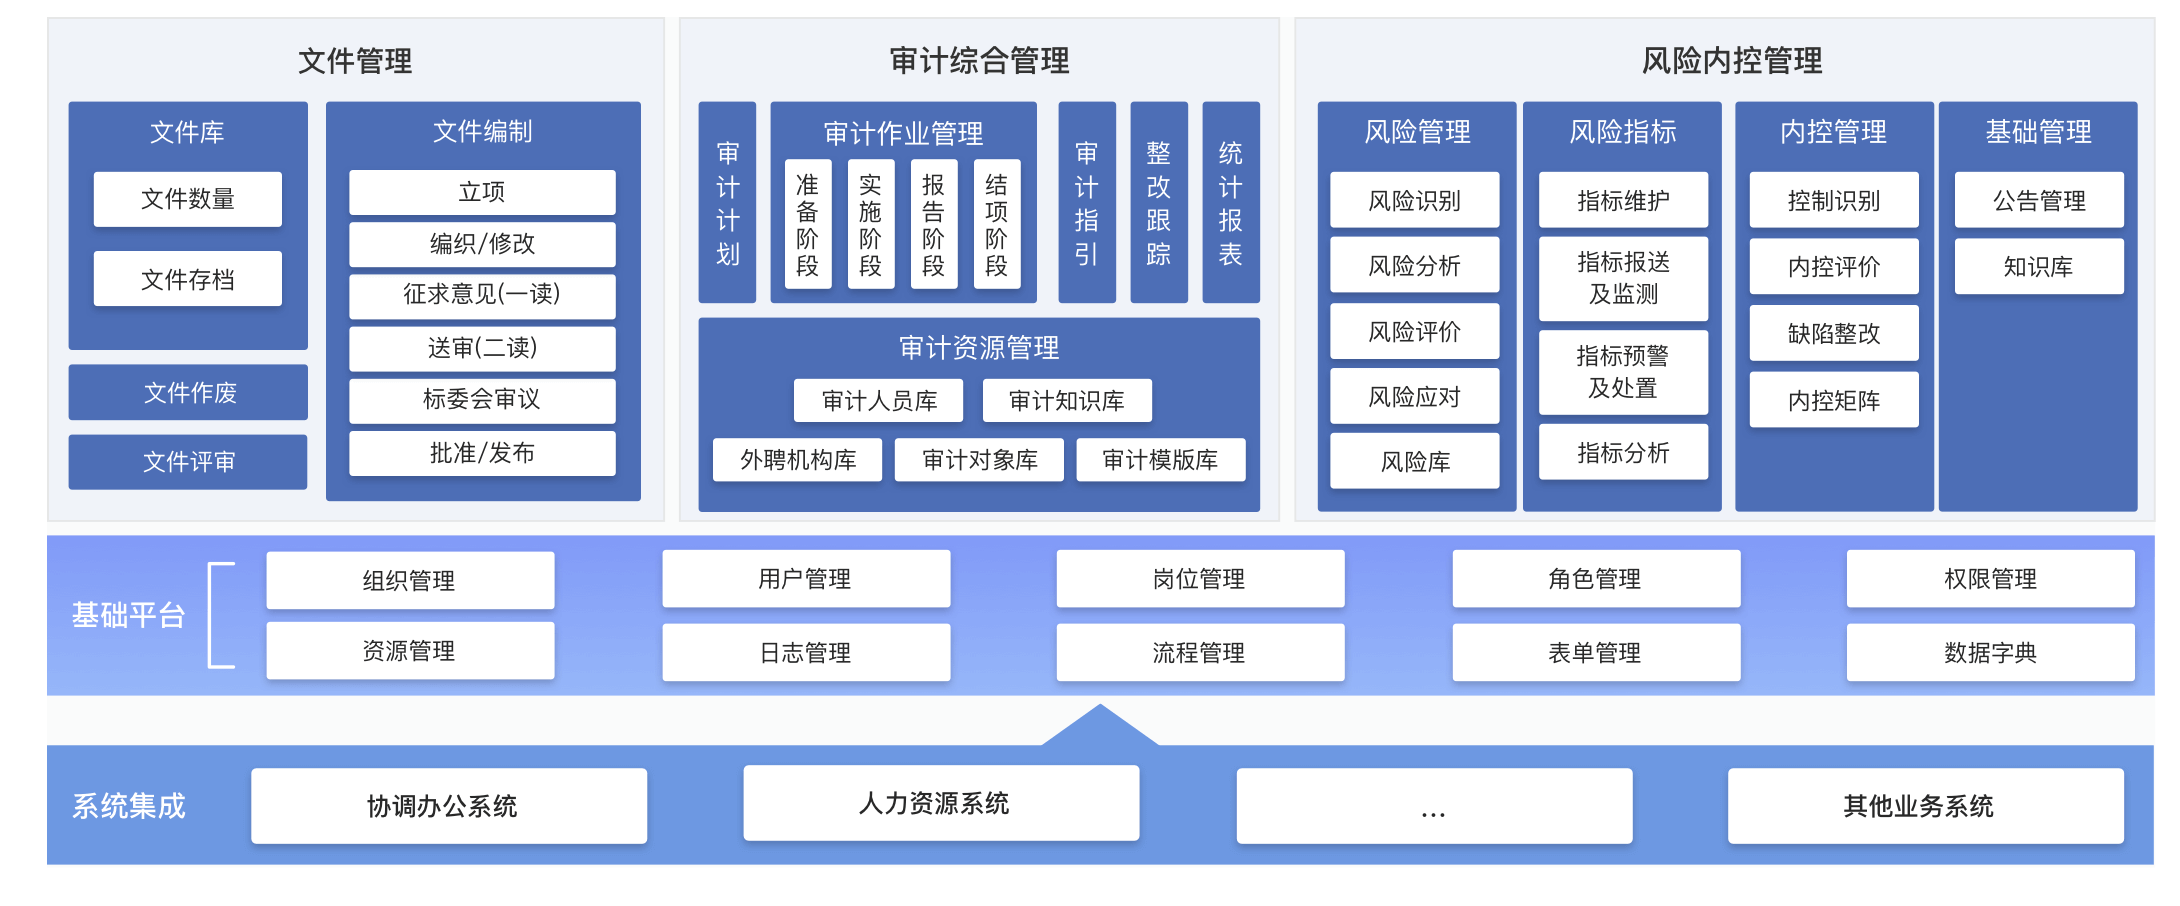 文件管理
文件库
文件数量
文件存档
文件作废
文件评审
文件编制
立项
编织/修改
征求意见(一读)
送审(二读)
标委会审议
批准/发布
审计综合管理
审计计划
审计作业管理
准备阶段
实施阶段
报告阶段
结项阶段
审计指引
整改跟踪
统计报表
审计资源管理
审计人员库
审计知识库
外聘机构库
审计对象库
审计模版库
风险内控管理
风险管理
风险识别
风险分析
风险评价
风险应对
风险库
风险指标
指标维护
指标报送
及监测
指标预警
及处置
指标分析
内控管理
控制识别
内控评价
缺陷整改
内控矩阵
基础管理
公告管理
知识库
基础平台
组织管理
用户管理
岗位管理
角色管理
权限管理
资源管理
日志管理
流程管理
表单管理
数据字典
系统集成
协调办公系统
人力资源系统
...
其他业务系统